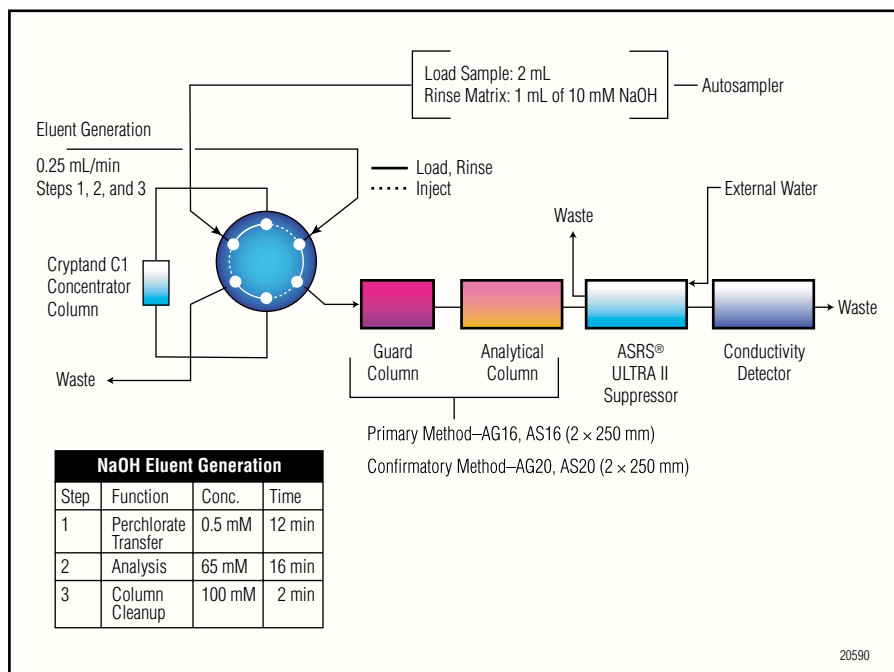 Load Sample: 2 mL
Rinse Matrix: 1 mL of 10 mM NaOH
Autosampler
Eluent Generation
0.25 mL/min
Steps 1, 2, and 3
Load, Rinse
Inject
External Water
Waste
Cryptand C1
Concentrator
Column
Waste
Waste
Guard
Column
Analytical
Column
ASRS®
ULTRA II
Suppressor
Conductivity
Detector
Primary Method–AG16, AS16 (2 × 250 mm)
Confirmatory Method–AG20, AS20 (2 × 250 mm)
NaOH Eluent Generation
Step Function Conc. Time
1 Perchlorate 0.5 mM 12 min
Transfer
2 Analysis 65 mM 16 min
3 Column 100 mM 2 min
Cleanup
20590